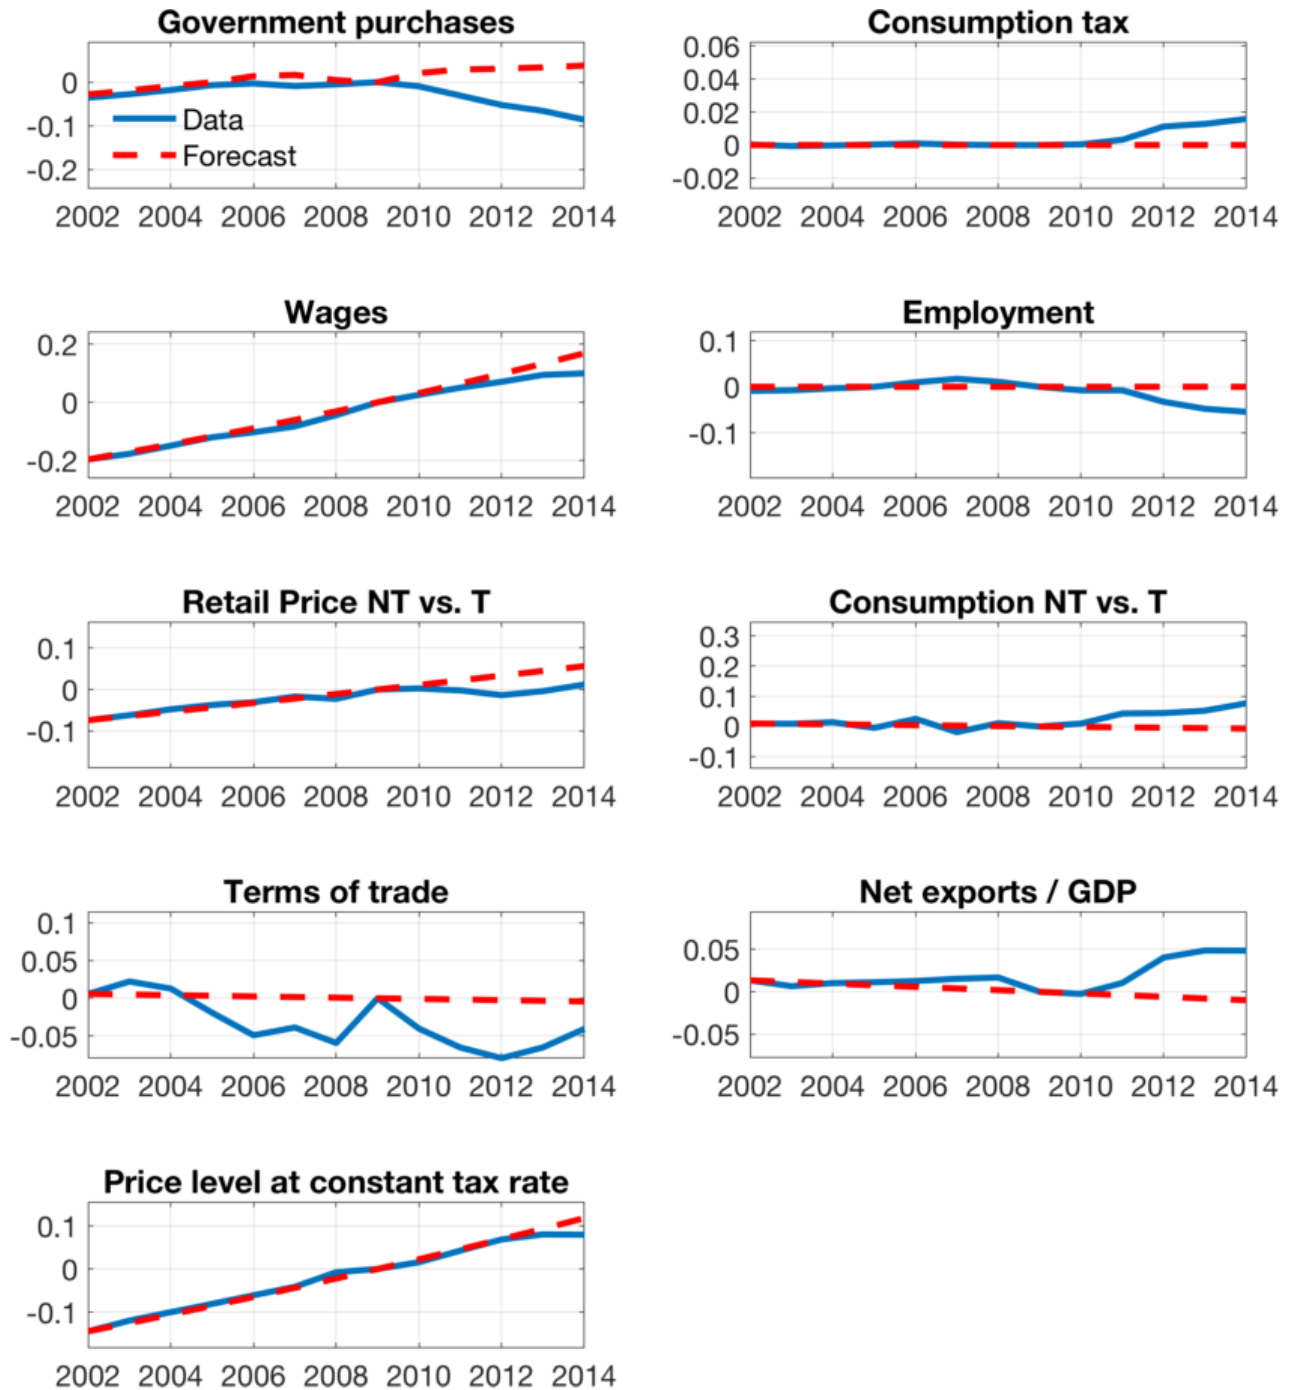 Government purchases
0
-0.1
-0.2
Data
Forecast
2002 2004 2006 2008 2010 2012 2014
Consumption tax
0.06
0.04
0.02
0
-0.02
2002 2004 2006 2008 2010 2012 2014
Wages
0.2
0
-0.2
2002 2004 2006 2008 2010 2012 2014
Employment
0.1
0
-0.1
2002 2004 2006 2008 2010 2012 2014
Retail Price NT vs. T
0.1
0
-0.1
2002 2004 2006 2008 2010 2012 2014
Consumption NT vs. T
0.3
0.2
0.1
0
-0.1
2002 2004 2006 2008 2010 2012 2014
Terms of trade
0.1
0.05
0
-0.05
2002 2004 2006 2008 2010 2012 2014
Net exports / GDP
0.05
0
-0.05
2002 2004 2006 2008 2010 2012 2014
Price level at constant tax rate
0.1
0
-0.1
2002 2004 2006 2008 2010 2012 2014